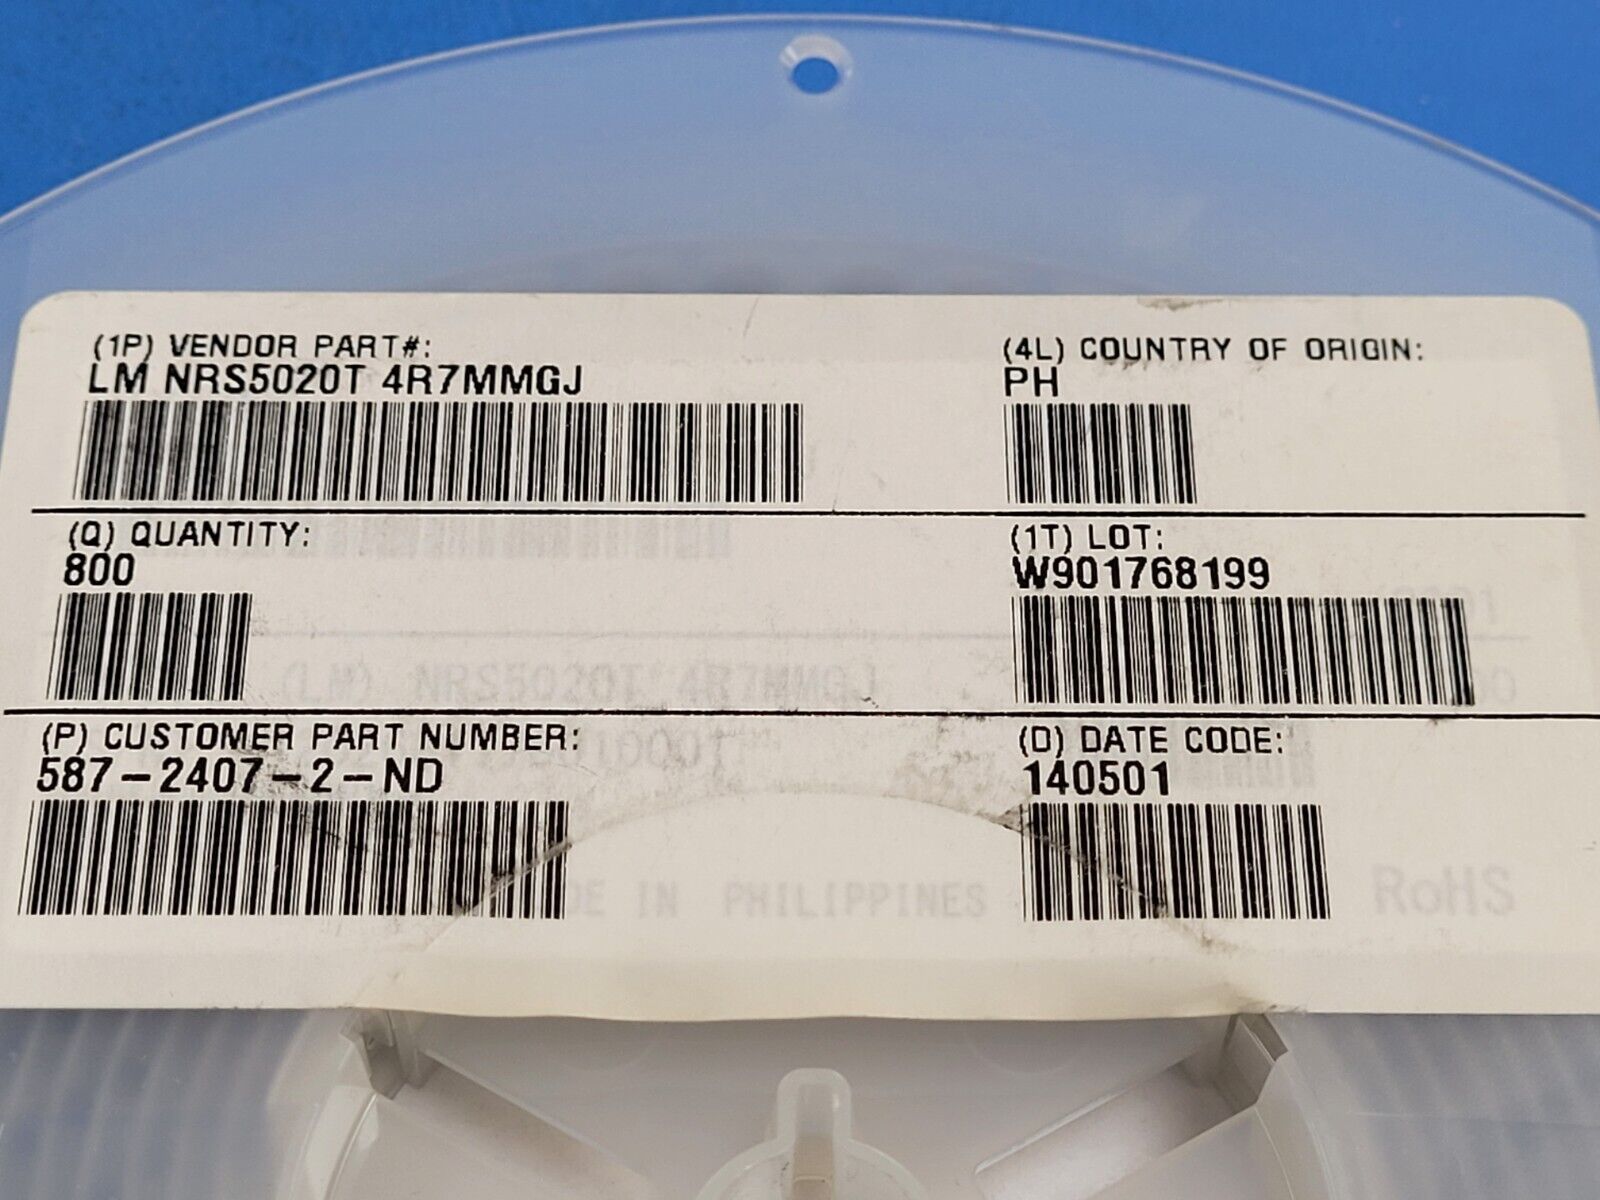 (1P) VENDOR PART#:
LM NRS5020T 4R7MMGJ
(4L) COUNTRY OF ORIGIN:
PH
(Q) QUANTITY:
800
(1T) LOT:
W901768199
(LM) NRS5020T 4R7MMGJ
(P) CUSTOMER PART NUMBER:
587-2407-2-ND
(D) DATE CODE:
140501
IN PHILIPPINES
RoHS